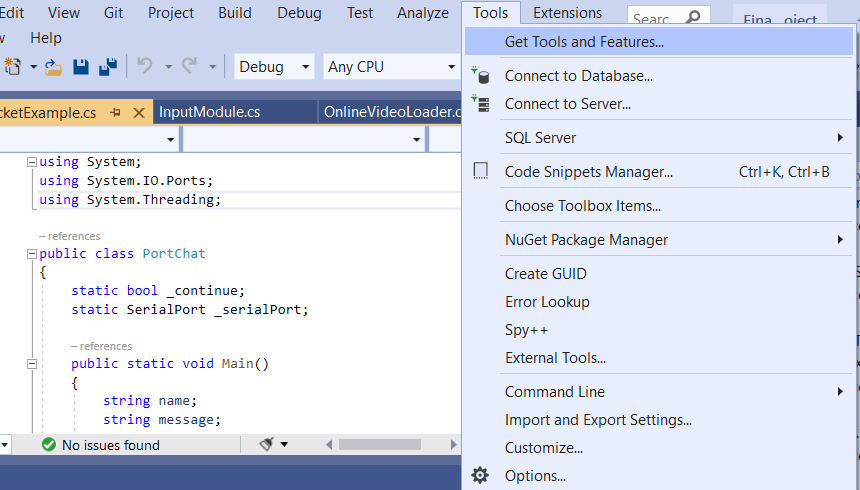 Edit View Git Project Build Debug Test Analyze Tools Extensions Searc
Help
Debug Any CPU
InputModule.cs OnlineVideoLoader.c
using System;
using System.IO.Ports;
using System.Threading;
– references
public class PortChat
{
static bool _continue;
static SerialPort _serialPort;
– references
public static void Main()
{
string name;
string message;
No issues found
Get Tools and Features...
Connect to Database...
Connect to Server...
SQL Server
Code Snippets Manager... Ctrl+K, Ctrl+B
Choose Toolbox Items...
NuGet Package Manager
Create GUID
Error Lookup
Spy++
External Tools...
Command Line
Import and Export Settings...
Customize...
Options...